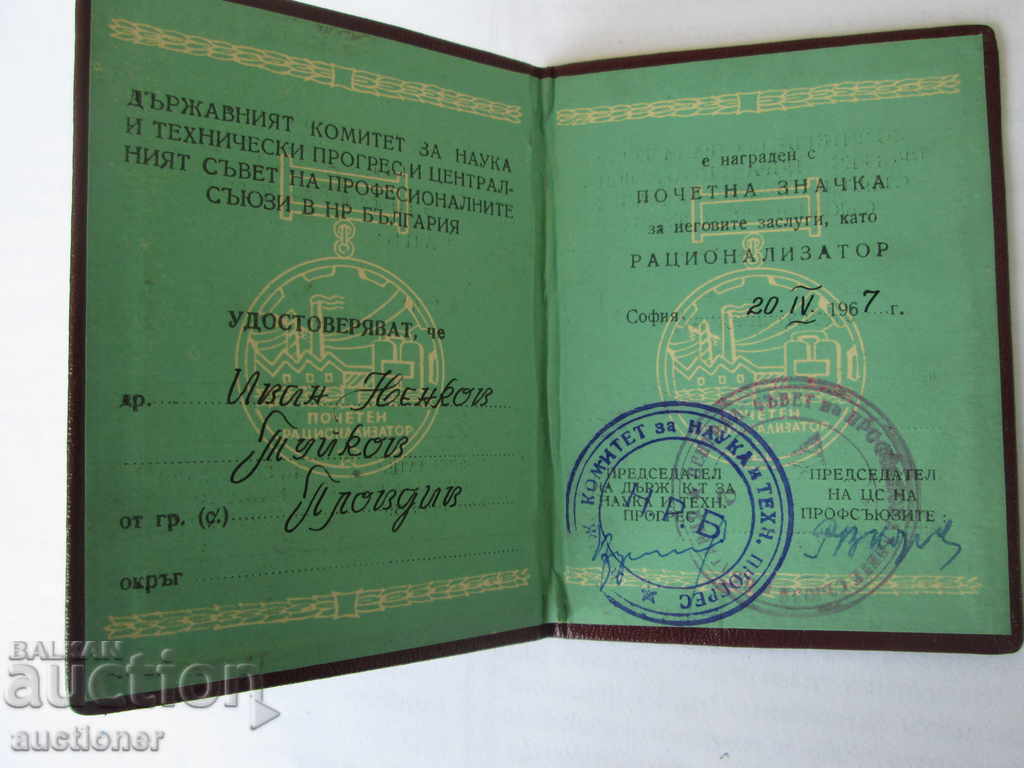 ДЪРЖАВНИЯТ КОМИТЕТ ЗА НАУКА
И ТЕХНИЧЕСКИ ПРОГРЕС И ЦЕНТРАЛ-
НИЯТ СЪВЕТ НА ПРОФЕСИОНАЛНИТЕ
СЪЮЗИ В НР БЪЛГАРИЯ
УДОСТОВЕРЯВАТ, че
др. Иван Ненков
от гр. (с.) Пловдив
окръг
ПОЧЕТЕН
РАЦИОНАЛИЗАТОР
е награден с
ПОЧЕТНА ЗНАЧКА
за неговите заслуги, като
РАЦИОНАЛИЗАТОР
София 20. IV. 1967 г.
ПРЕДСЕДАТЕЛ
НА ДЪРЖ. К-Т ЗА
НАУКА И ТЕХН.
ПРОГРЕС
ПРЕДСЕДАТЕЛ
НА ЦС НА
ПРОФСЪЮЗИТЕ
КОМИТЕТ за НАУКА И ТЕХН. ПРОГРЕС
Н.Р.Б.
BALKAN
auction
auctioner